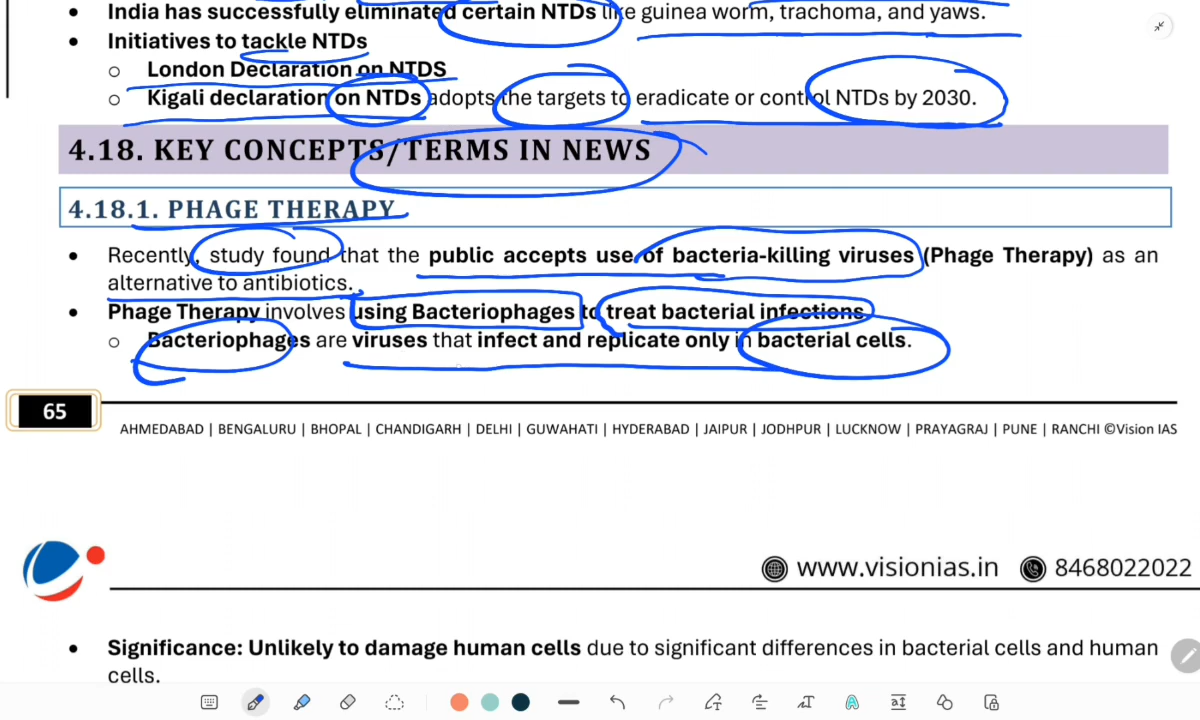 • India has successfully eliminated certain NTDs like guinea worm, trachoma, and yaws.
• Initiatives to tackle NTDs
○ London Declaration on NTDS
○ Kigali declaration on NTDs adopts the targets to eradicate or control NTDs by 2030.
4.18. KEY CONCEPTS/TERMS IN NEWS
4.18.1. PHAGE THERAPY
• Recently, study found that the public accepts use of bacteria-killing viruses (Phage Therapy) as an
alternative to antibiotics.
• Phage Therapy involves using Bacteriophages to treat bacterial infections.
○ Bacteriophages are viruses that infect and replicate only in bacterial cells.
65
AHMEDABAD | BENGALURU | BHOPAL | CHANDIGARH | DELHI | GUWAHATI | HYDERABAD | JAIPUR | JODHPUR | LUCKNOW | PRAYAGRAJ | PUNE | RANCHI ©Vision IAS
www.visionias.in 8468022022
• Significance: Unlikely to damage human cells due to significant differences in bacterial cells and human
cells.